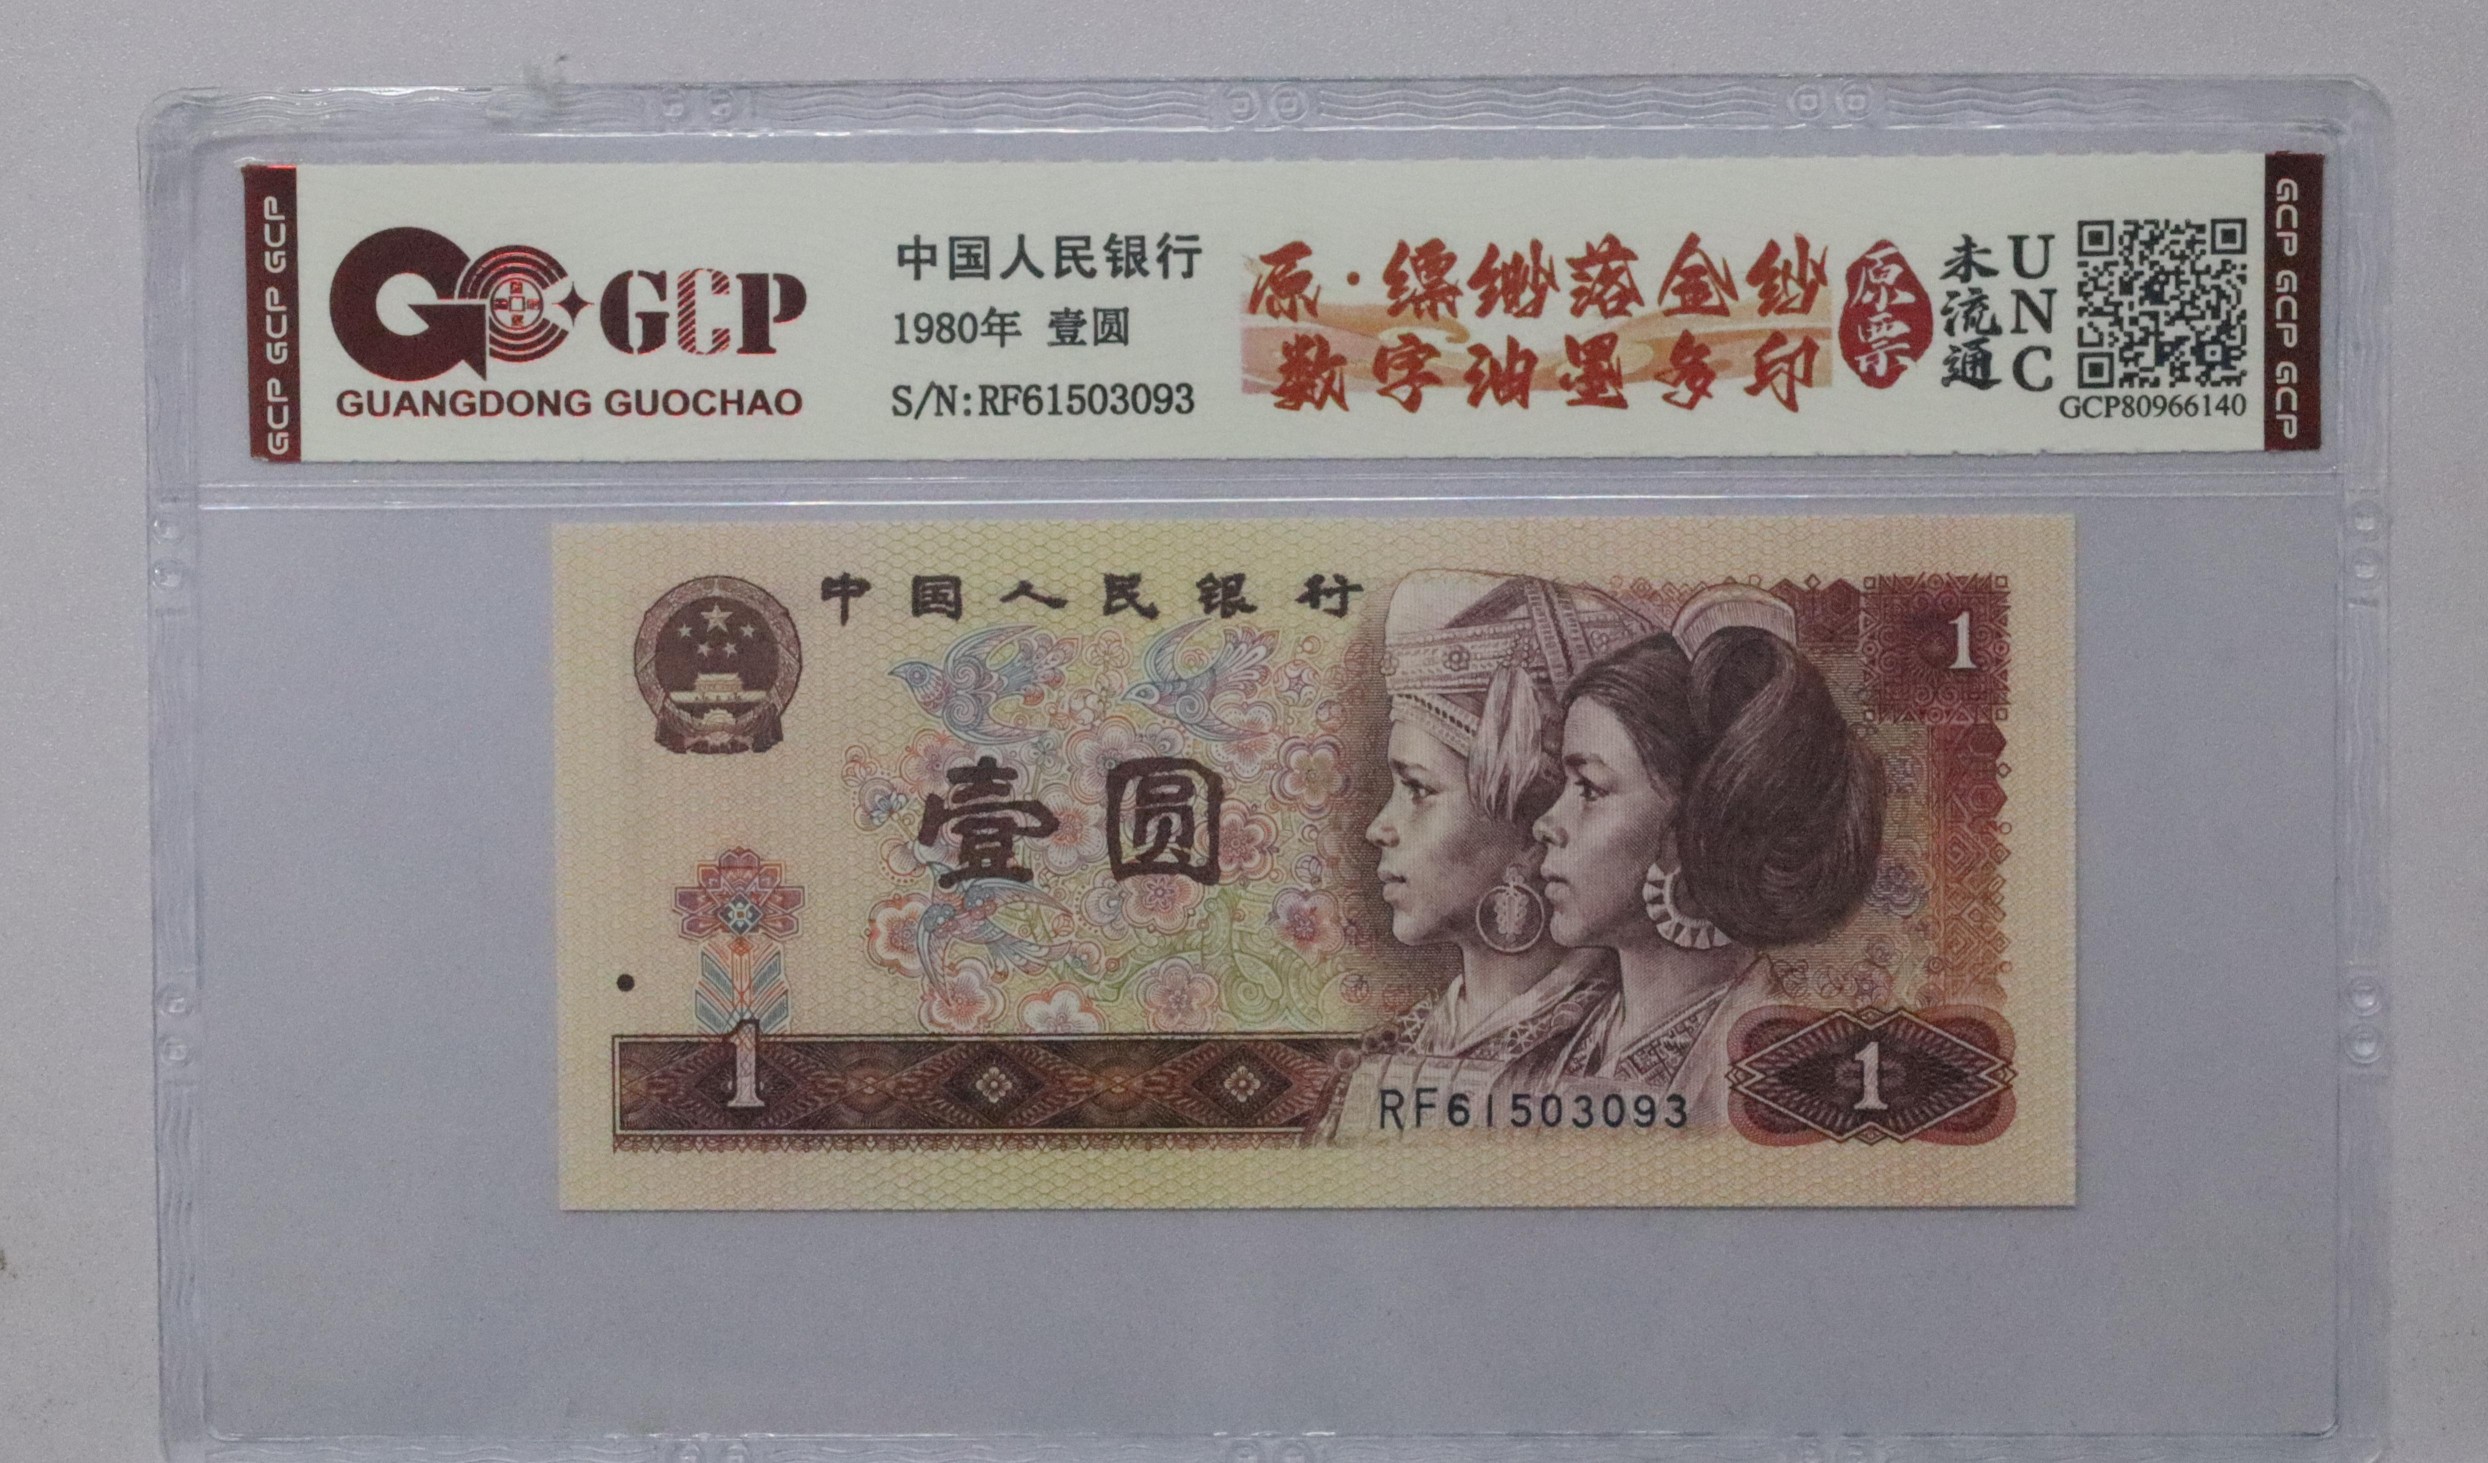 GCP GCP GCP
GCP
GUANGDONG GUOCHAO
中国人民银行
1980年 壹圆
S/N:RF61503093
原·缥缈落金纱
数字油墨多印
原票
未流通
UNC
GCP80966140
GCP GCP GCP
中国人民银行
1
壹圆
1
RF61503093
1